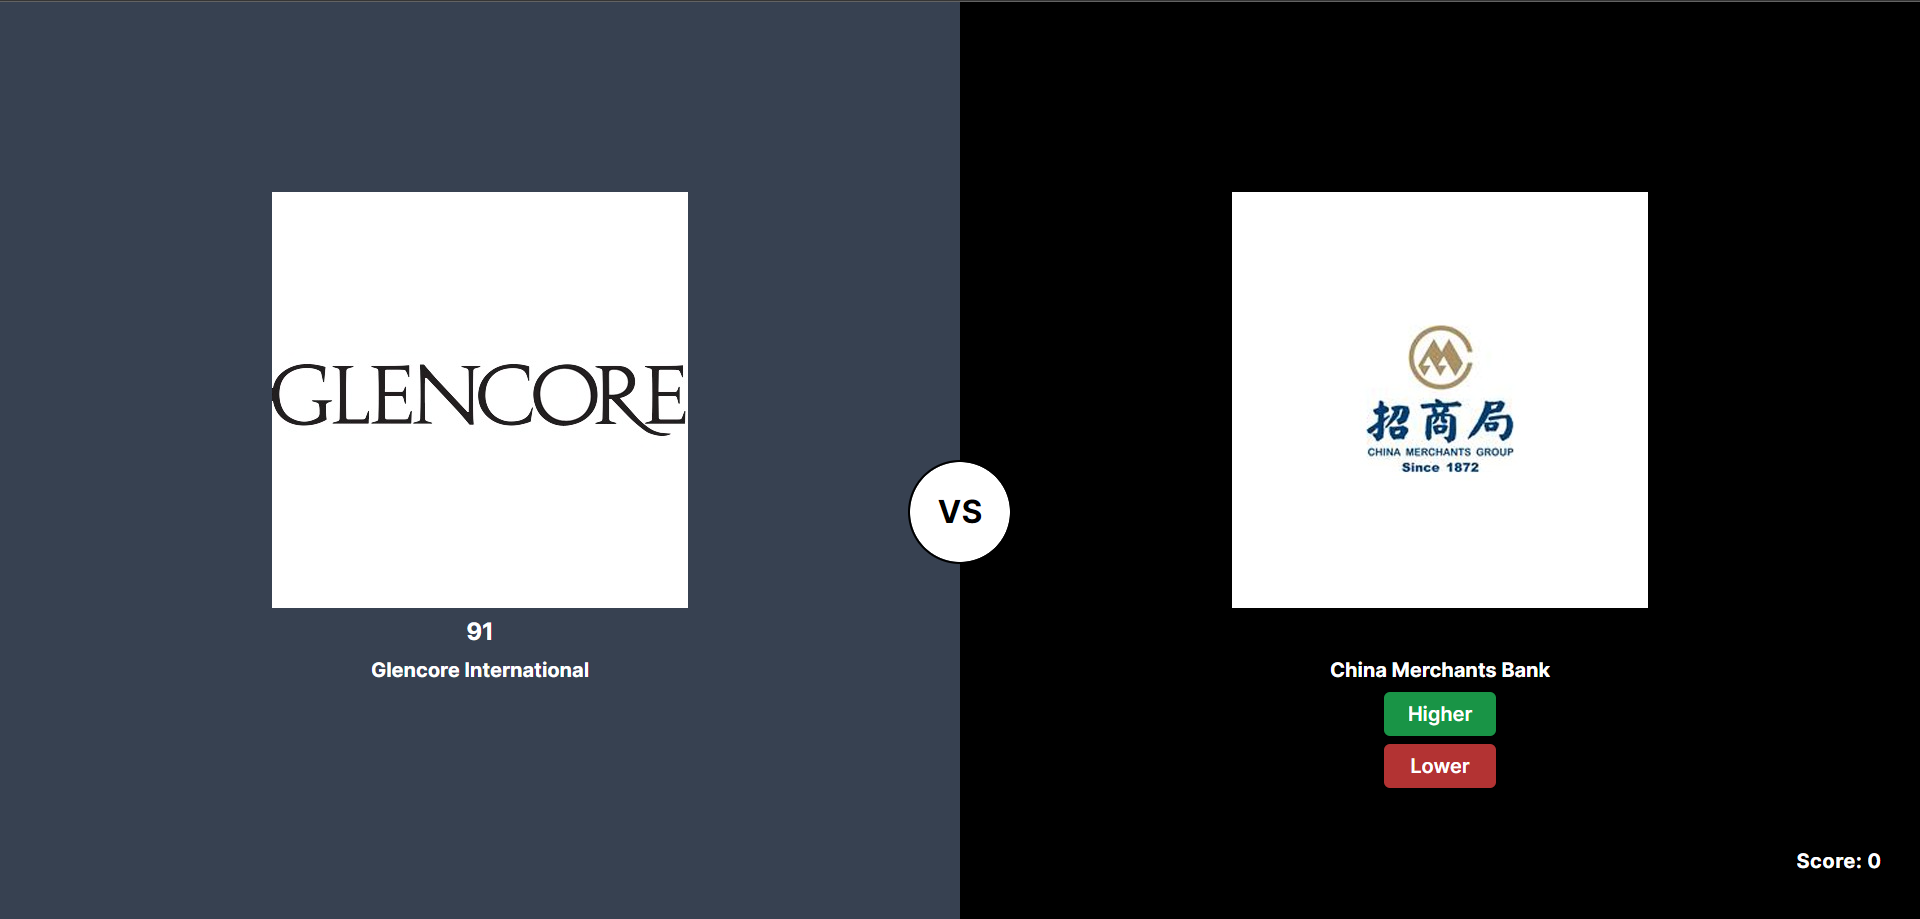 GLENCORE
91
Glencore International
VS
招商局
CHINA MERCHANTS GROUP
Since 1872
China Merchants Bank
Higher
Lower
Score: 0